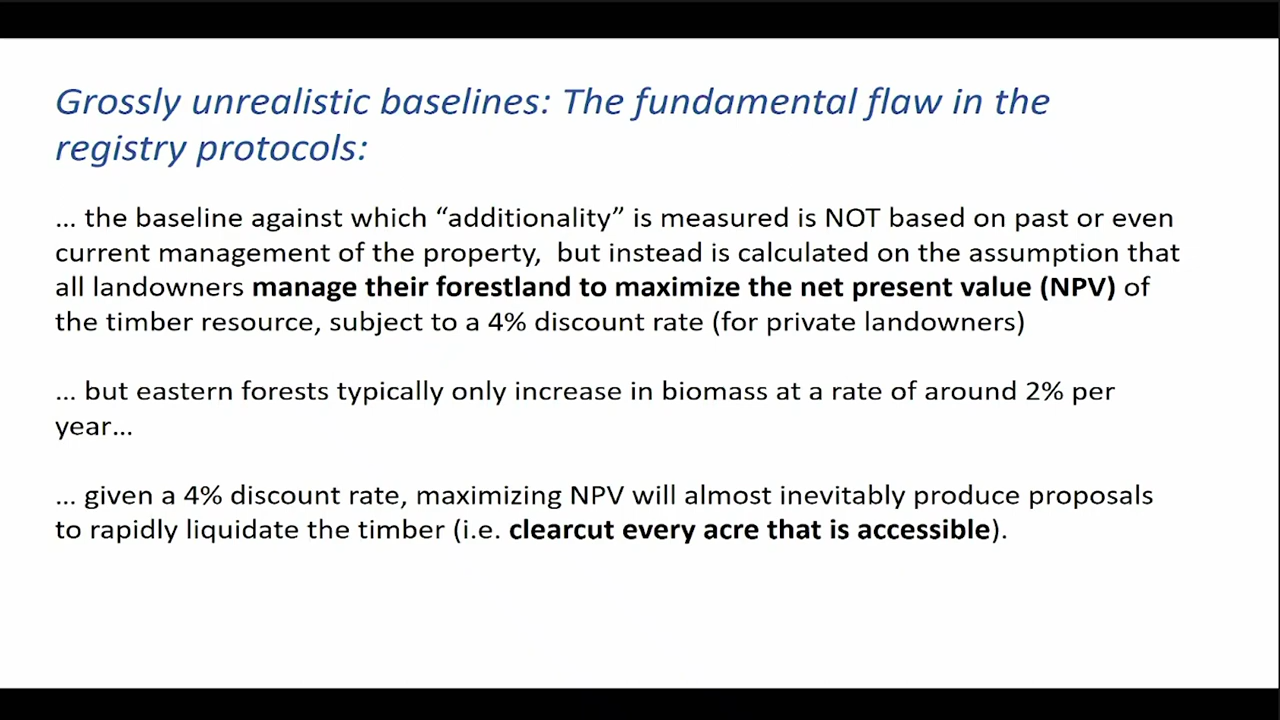 Grossly unrealistic baselines: The fundamental flaw in the
registry protocols:
... the baseline against which “additionality” is measured is NOT based on past or even
current management of the property,  but instead is calculated on the assumption that
all landowners manage their forestland to maximize the net present value (NPV) of
the timber resource, subject to a 4% discount rate (for private landowners)
... but eastern forests typically only increase in biomass at a rate of around 2% per
year...
... given a 4% discount rate, maximizing NPV will almost inevitably produce proposals
to rapidly liquidate the timber (i.e. clearcut every acre that is accessible).